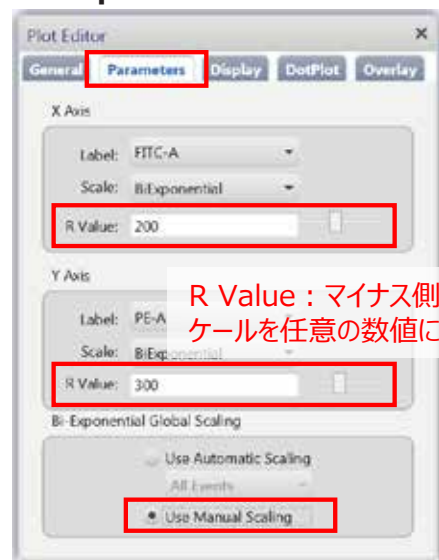 Plot Editor
General Parameters Display DotPlot Overlay
X Axis
Label: FITC-A
Scale: BiExponential
R Value: 200
Y Axis
R Value：マイナス側
Label: PE-A
ケールを任意の数値に
Scale: BiExponential
R Value: 300
Bi-Exponential Global Scaling
Use Automatic Scaling
All Events
Use Manual Scaling